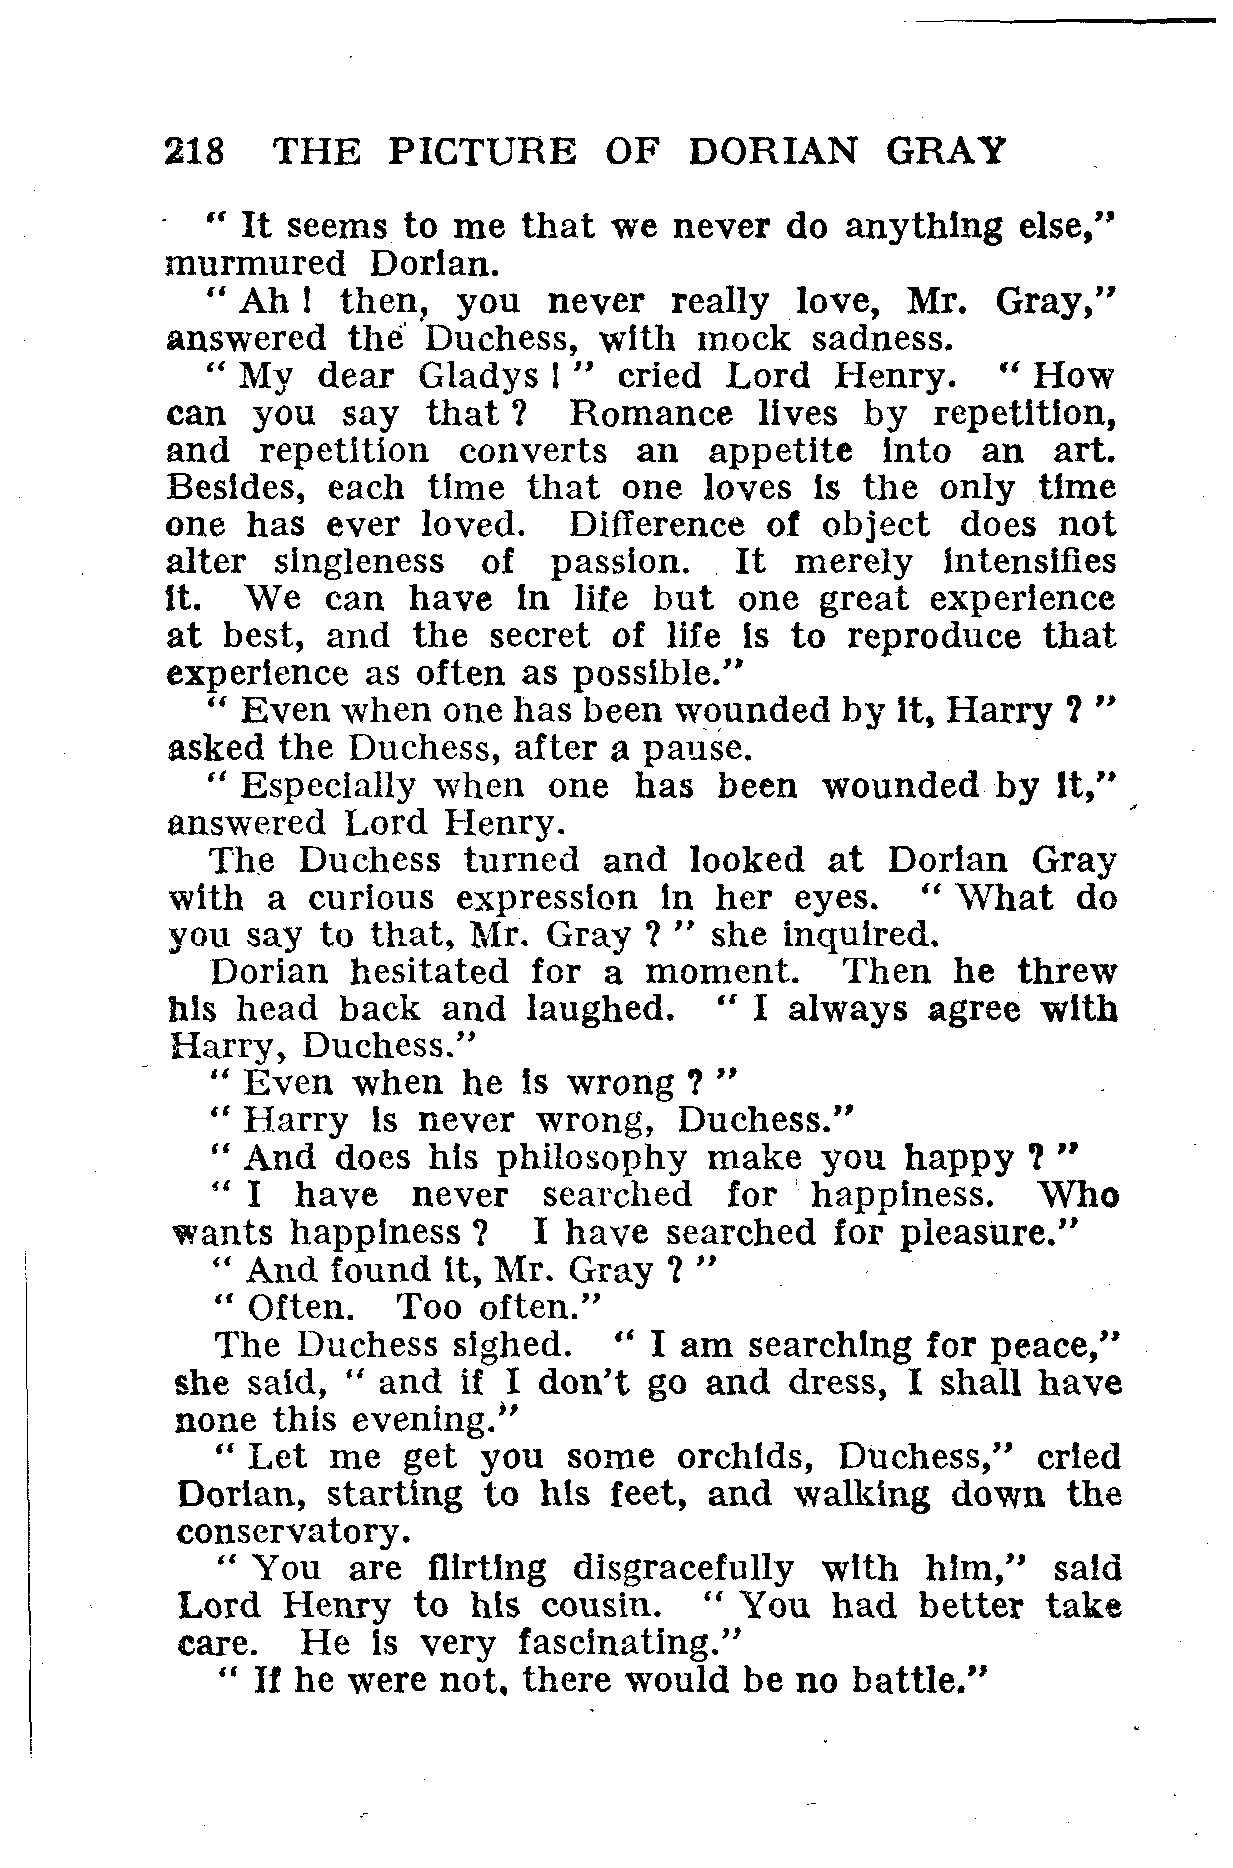 218 THE PICTURE OF DORIAN GRAY
" It seems to me that we never do anything else,"
murmured Dorian.
" Ah ! then, you never really love, Mr. Gray,"
answered the Duchess, with mock sadness.
" My dear Gladys ! " cried Lord Henry. " How
can you say that ? Romance lives by repetition,
and repetition converts an appetite into an art.
Besides, each time that one loves is the only time
one has ever loved. Difference of object does not
alter singleness of passion. It merely intensifies
it. We can have in life but one great experience
at best, and the secret of life is to reproduce that
experience as often as possible."
" Even when one has been wounded by it, Harry ? "
asked the Duchess, after a pause.
" Especially when one has been wounded by it,"
answered Lord Henry.
The Duchess turned and looked at Dorian Gray
with a curious expression in her eyes. " What do
you say to that, Mr. Gray ? " she inquired.
Dorian hesitated for a moment. Then he threw
his head back and laughed. " I always agree with
Harry, Duchess."
" Even when he is wrong ? "
" Harry is never wrong, Duchess."
" And does his philosophy make you happy ? "
" I have never searched for happiness. Who
wants happiness ? I have searched for pleasure."
" And found it, Mr. Gray ? "
" Often. Too often."
The Duchess sighed. " I am searching for peace,"
she said, " and if I don't go and dress, I shall have
none this evening."
" Let me get you some orchids, Duchess," cried
Dorian, starting to his feet, and walking down the
conservatory.
" You are flirting disgracefully with him," said
Lord Henry to his cousin. " You had better take
care. He is very fascinating."
" If he were not, there would be no battle."